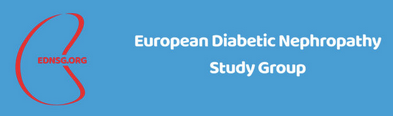 EDNSG.ORG
European Diabetic Nephropathy
Study Group